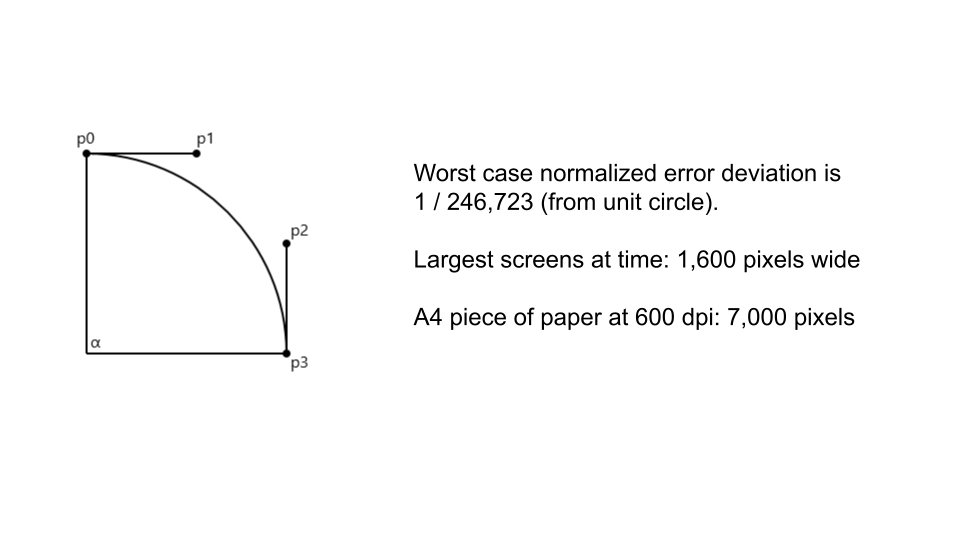 p0
p1
p2
α
p3
Worst case normalized error deviation is
1 / 246,723 (from unit circle).
Largest screens at time: 1,600 pixels wide
A4 piece of paper at 600 dpi: 7,000 pixels